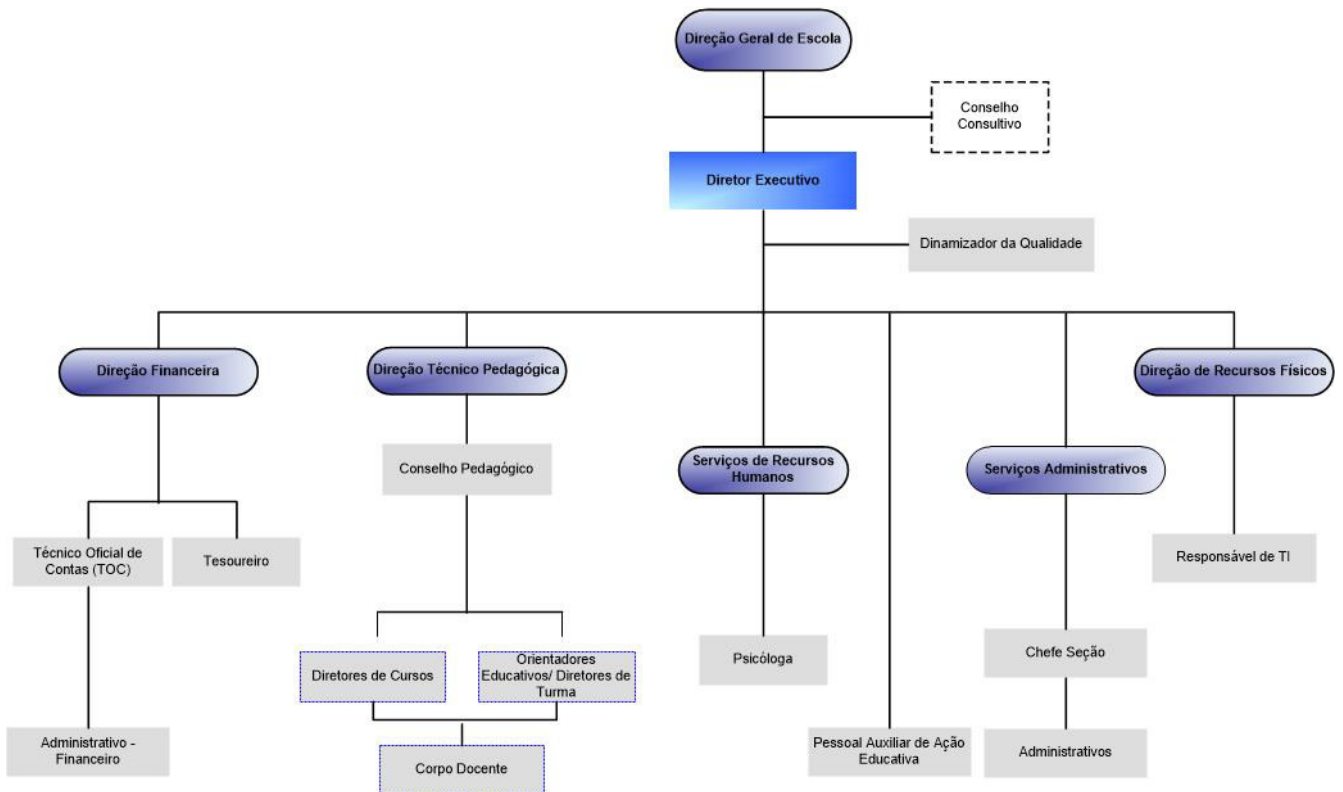 Direção Geral de Escola
Conselho
Consultivo
Diretor Executivo
Dinamizador da Qualidade
Direção Financeira
Direção Técnico Pedagógica
Direção de Recursos Físicos
Conselho Pedagógico
Serviços de Recursos
Humanos
Serviços Administrativos
Técnico Oficial de
Contas (TOC)
Tesoureiro
Responsável de TI
Diretores de Cursos
Orientadores
Educativos/ Diretores de
Turma
Psicóloga
Chefe Seção
Administrativo -
Financeiro
Corpo Docente
Pessoal Auxiliar de Ação
Educativa
Administrativos